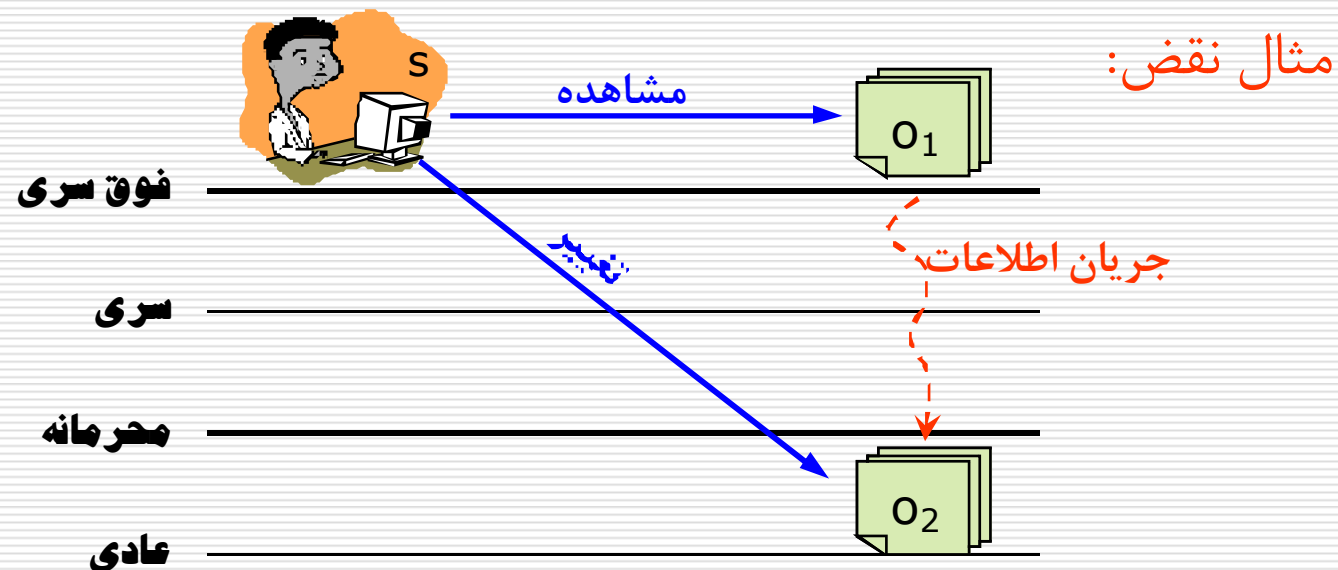 مثال نقض:
S
مشاهده
O₁
فوق سری
جریان اطلاعات
سری
محرمانه
O₂
عادی